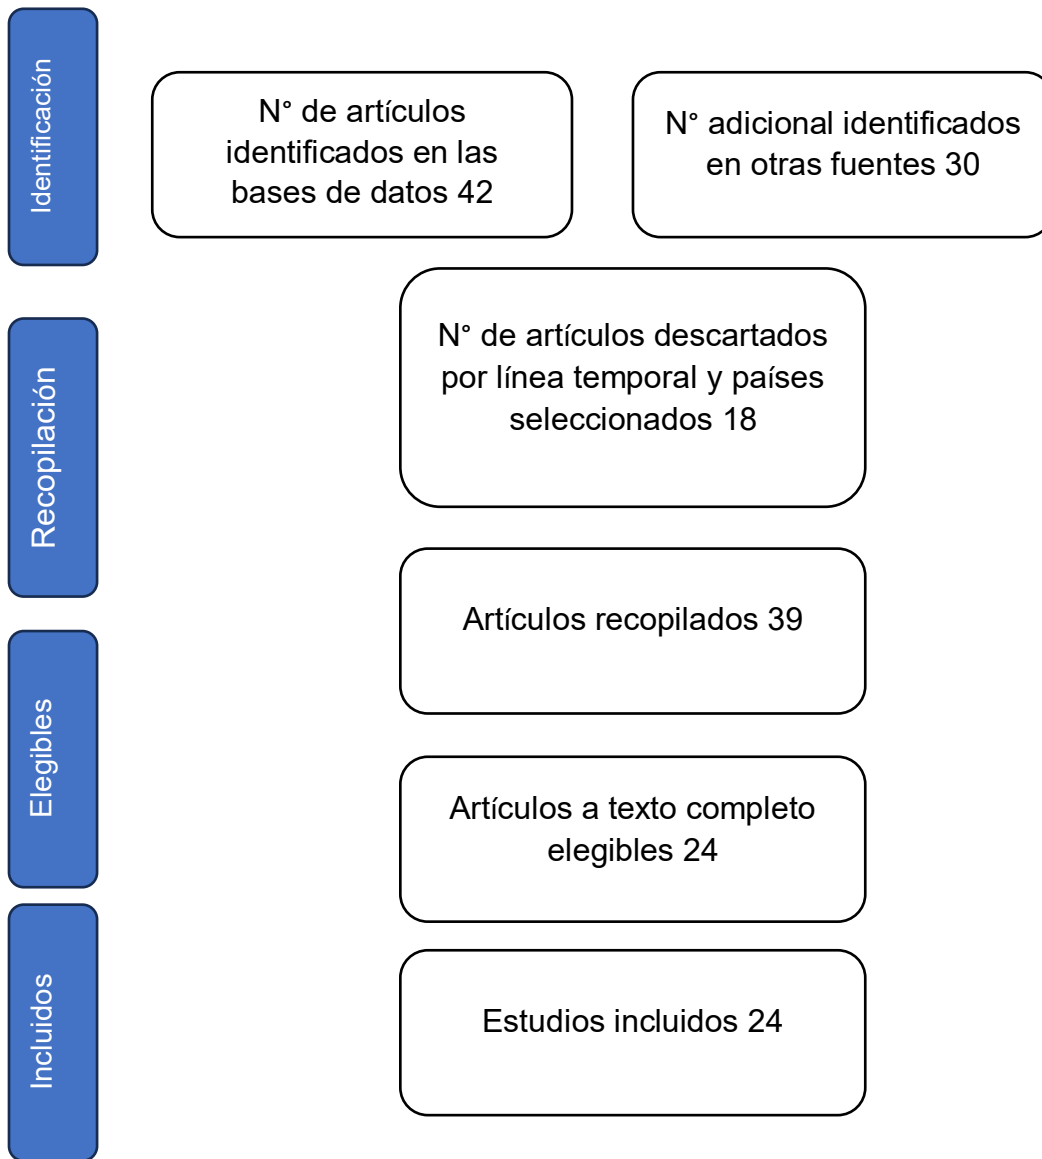 Identificación
N° de artículos
identificados en las
bases de datos 42
N° adicional identificados
en otras fuentes 30
Recopilación
N° de artículos descartados
por línea temporal y países
seleccionados 18
Artículos recopilados 39
Elegibles
Artículos a texto completo
elegibles 24
Incluidos
Estudios incluidos 24